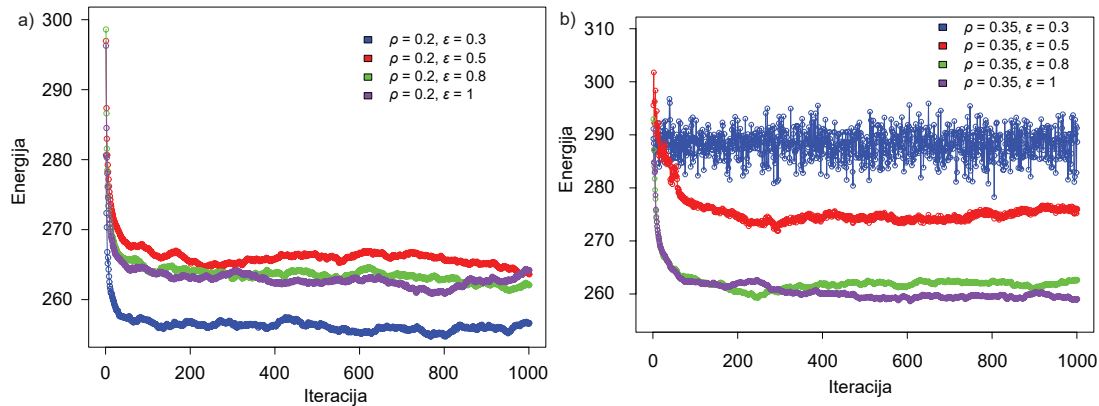 a)
300
290
280
270
260
Energija
0 200 400 600 800 1000
Iteracija
ρ = 0.2, ε = 0.3
ρ = 0.2, ε = 0.5
ρ = 0.2, ε = 0.8
ρ = 0.2, ε = 1
b)
310
300
290
280
270
260
Energija
0 200 400 600 800 1000
Iteracija
ρ = 0.35, ε = 0.3
ρ = 0.35, ε = 0.5
ρ = 0.35, ε = 0.8
ρ = 0.35, ε = 1